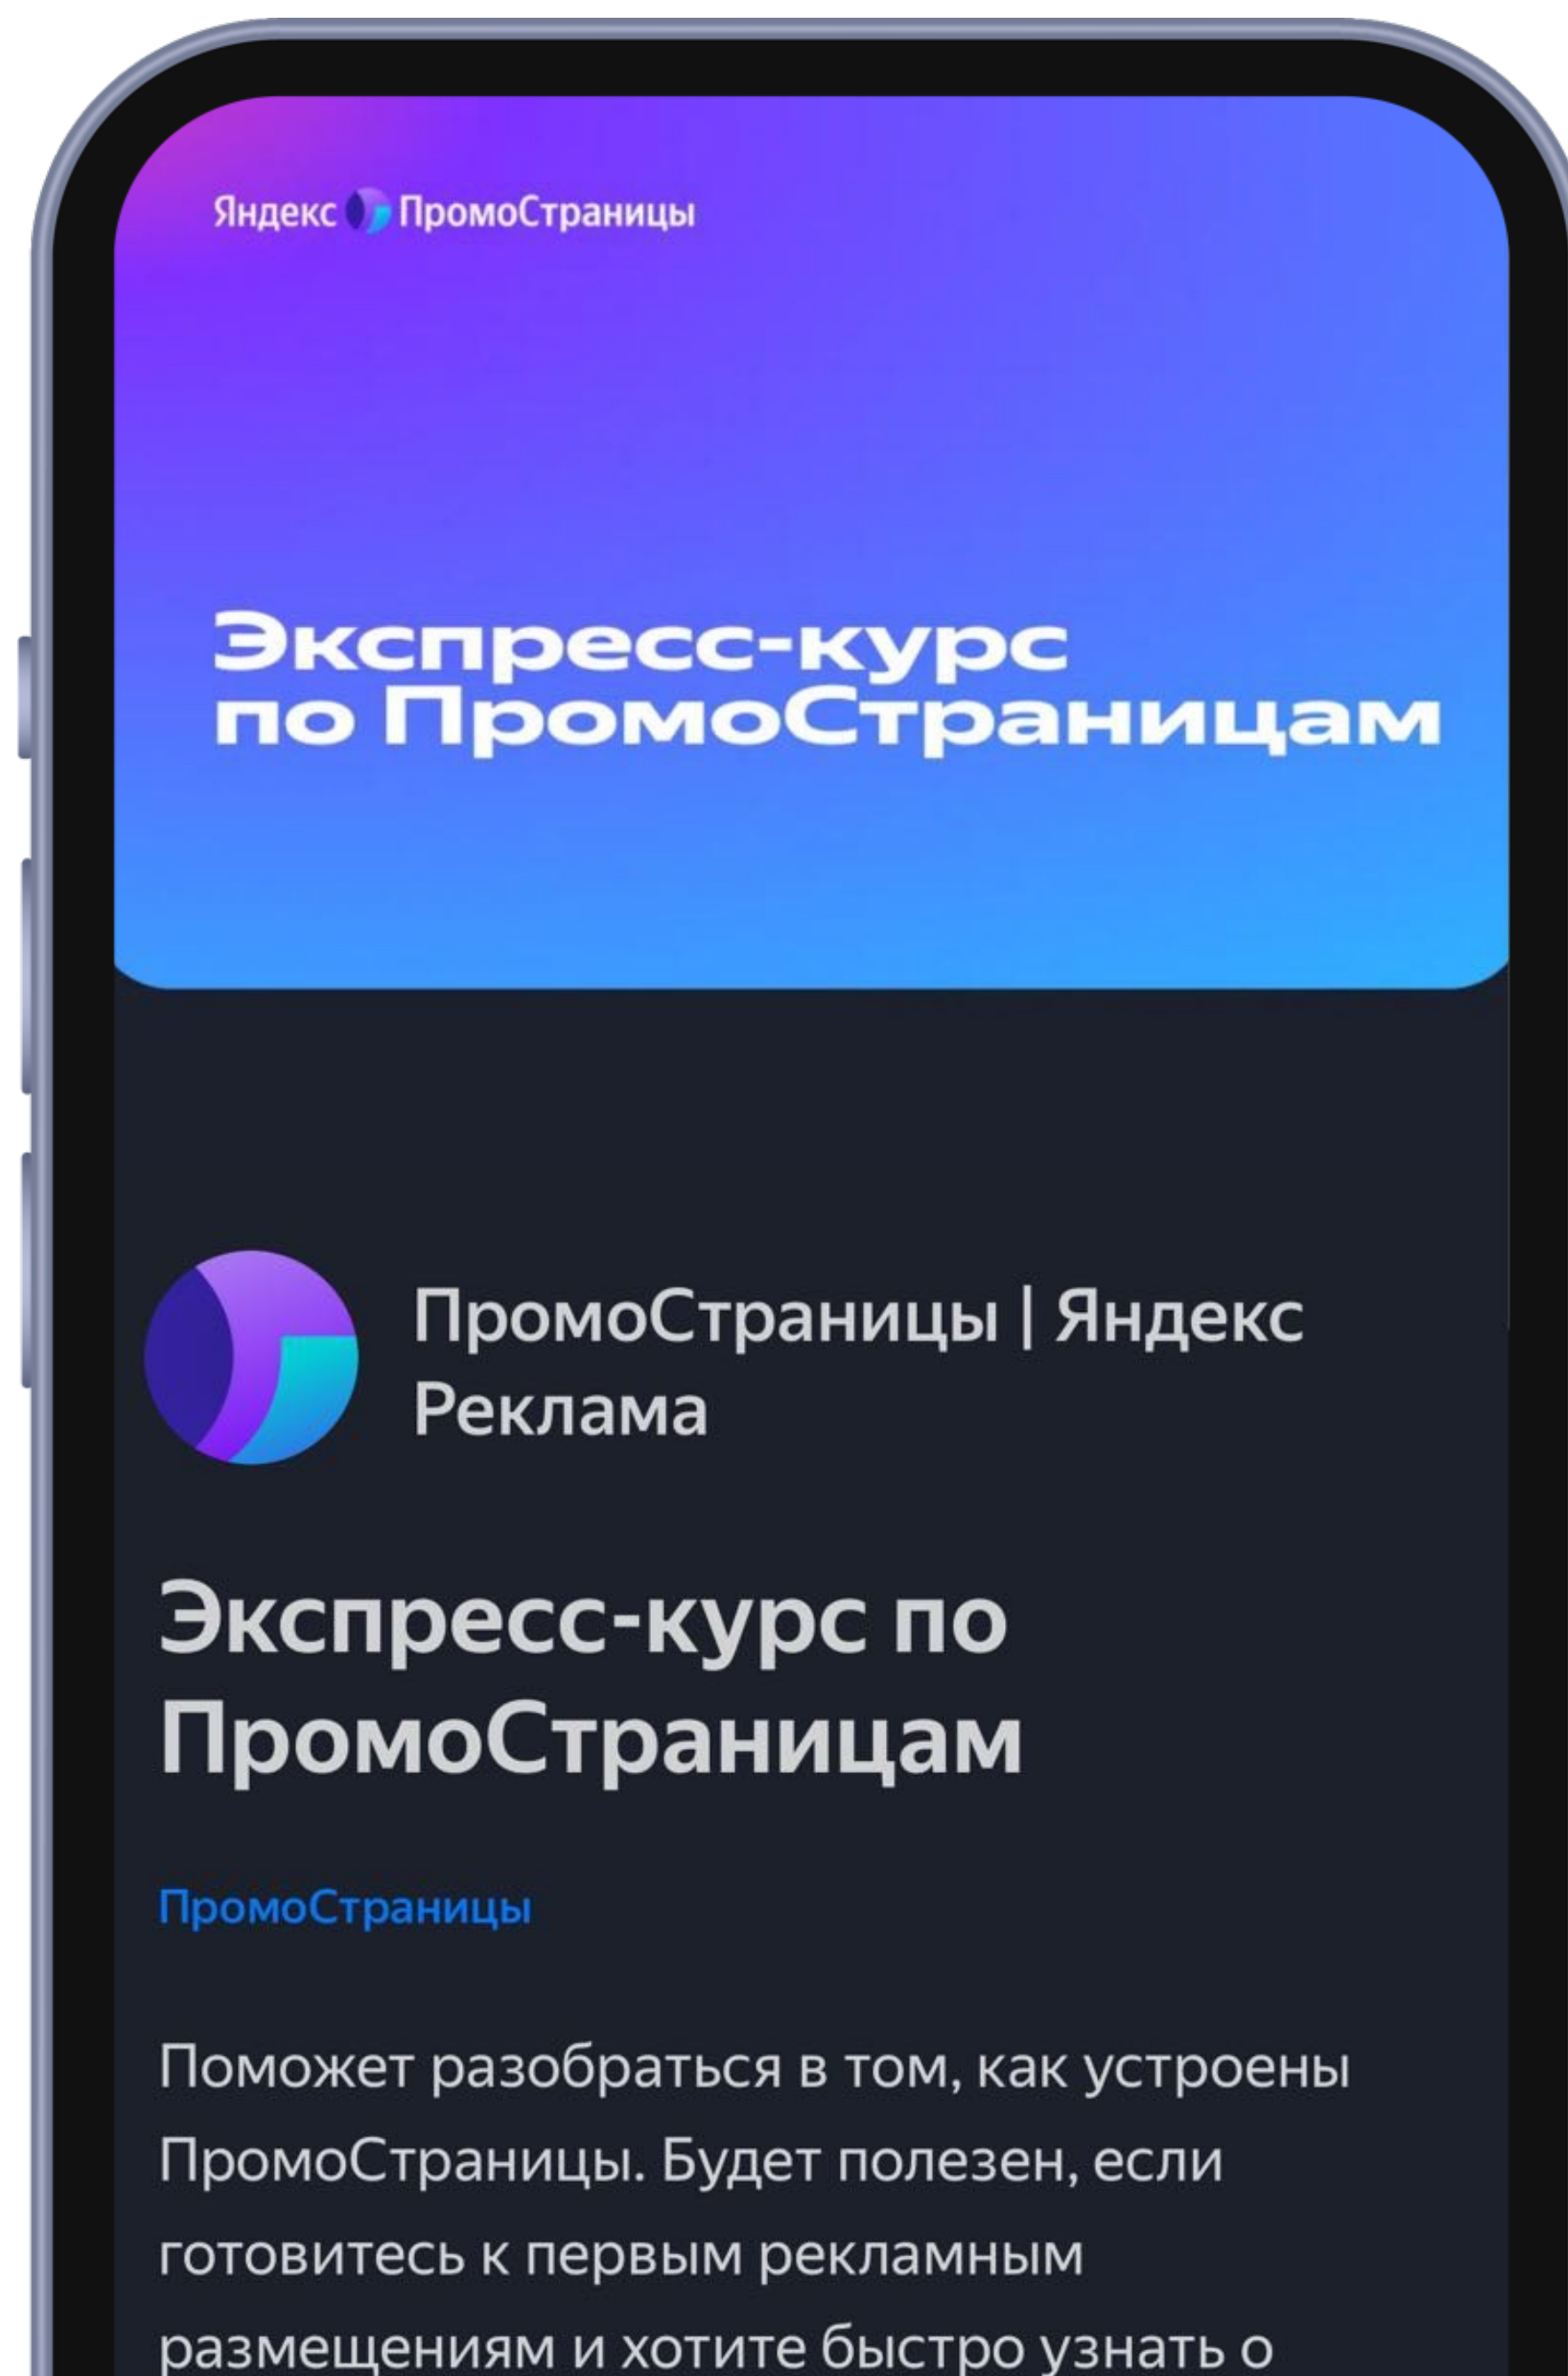 Яндекс ПромоСтраницы
Экспресс-курс
по ПромоСтраницам
ПромоСтраницы | Яндекс
Реклама
Экспресс-курс по
ПромоСтраницам
ПромоСтраницы
Поможет разобраться в том, как устроены
ПромоСтраницы. Будет полезен, если
готовитесь к первым рекламным
размещениям и хотите быстро узнать о